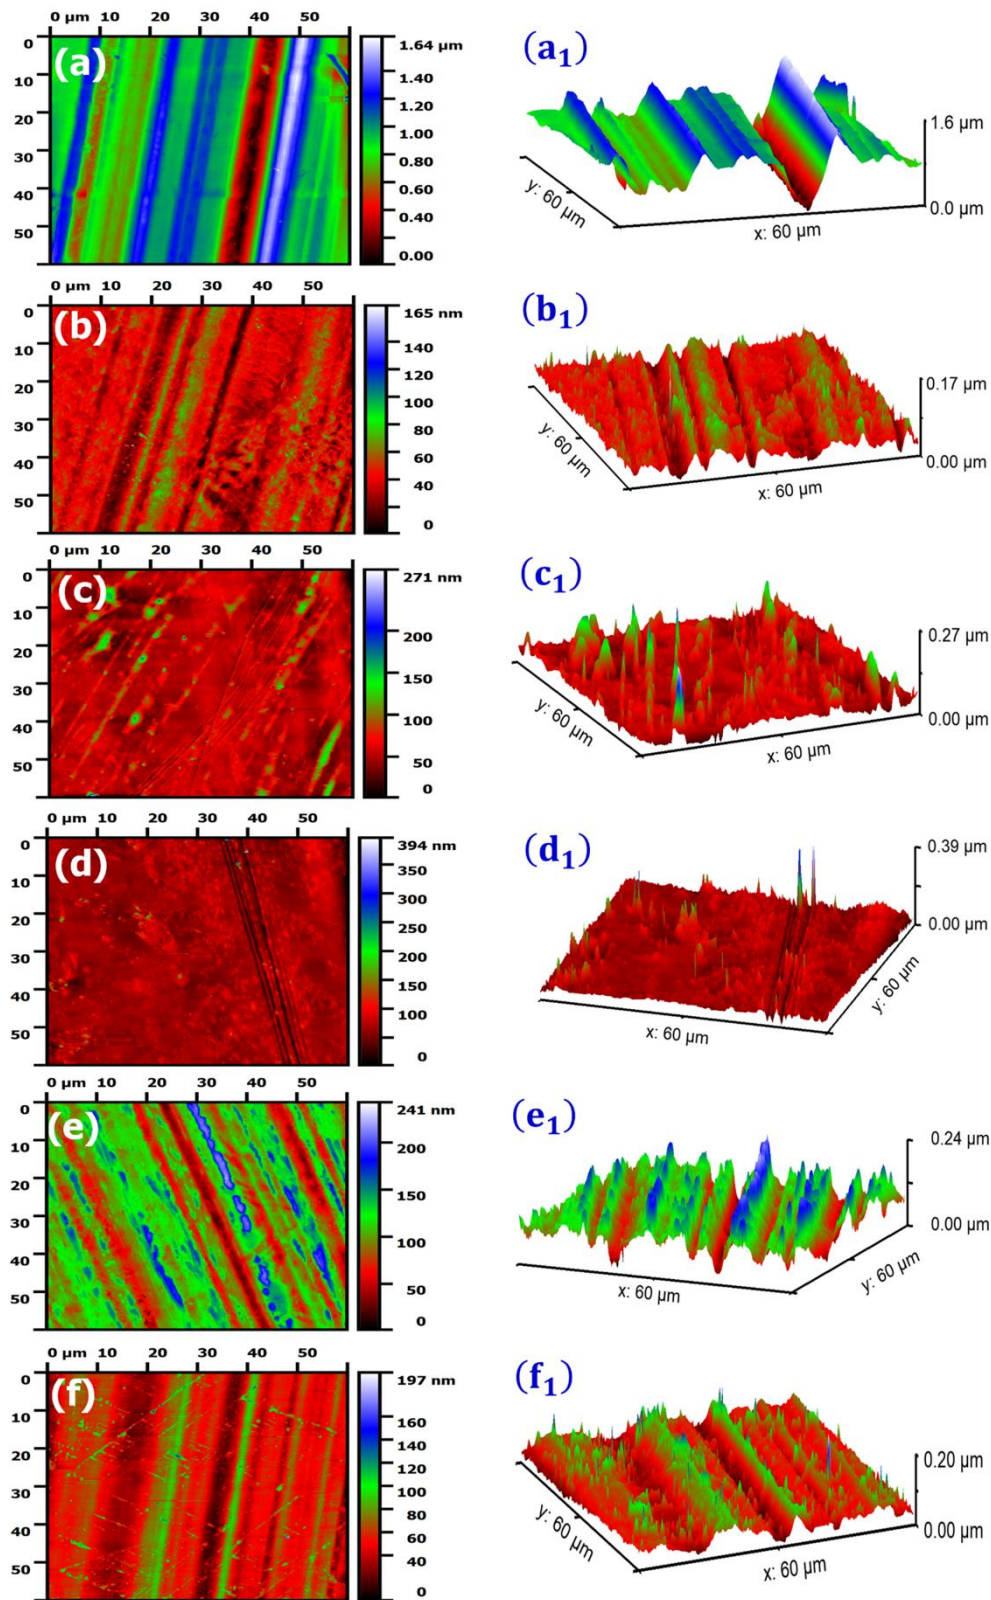 0 µm 10 20 30 40 50
0
10
20
30
40
50
(a)
1.64 µm
1.40
1.20
1.00
0.80
0.60
0.40
0.00
(a1)
1.6 µm
0.0 µm
y: 60 µm
x: 60 µm
0 µm 10 20 30 40 50
0
10
20
30
40
50
(b)
165 nm
140
120
100
80
60
40
0
(b1)
0.17 µm
0.00 µm
y: 60 µm
x: 60 µm
0 µm 10 20 30 40 50
0
10
20
30
40
50
(c)
271 nm
200
150
100
50
0
(c1)
0.27 µm
0.00 µm
y: 60 µm
x: 60 µm
0 µm 10 20 30 40 50
0
10
20
30
40
50
(d)
394 nm
350
300
250
200
150
100
0
(d1)
0.39 µm
0.00 µm
x: 60 µm
y: 60 µm
0 µm 10 20 30 40 50
0
10
20
30
40
50
(e)
241 nm
200
150
100
50
0
(e1)
0.24 µm
0.00 µm
x: 60 µm
y: 60 µm
0 µm 10 20 30 40 50
0
10
20
30
40
50
(f)
197 nm
160
140
120
100
80
60
40
0
(f1)
0.20 µm
0.00 µm
y: 60 µm
x: 60 µm